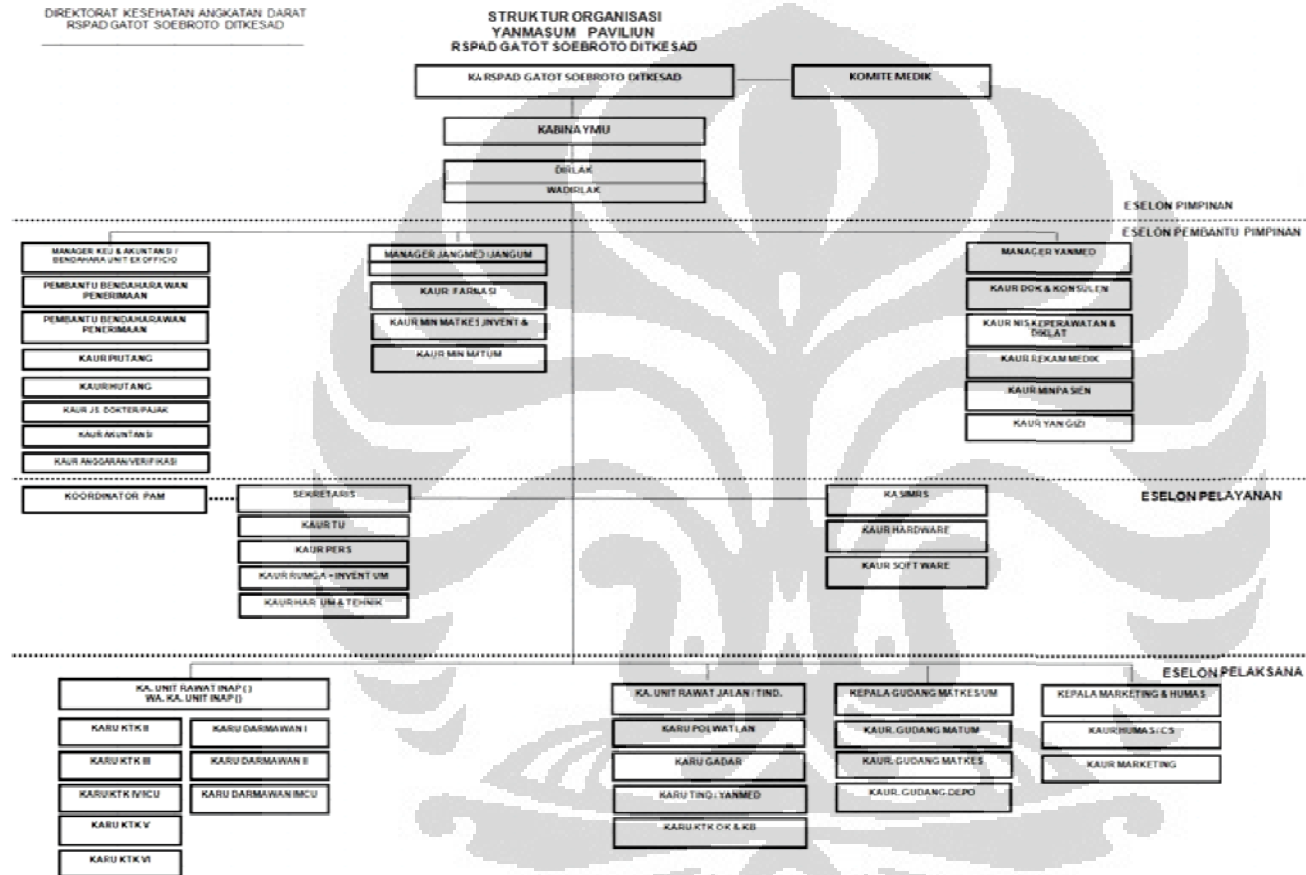 DIREKTORAT KESEHATAN ANGKATAN DARAT
RSPAD GATOT SOEBROTO DITKESAD
STRUKTUR ORGANISASI
YANMASUM PAVILIUN
RSPAD GATOT SOEBROTO DITKESAD
KA RSPAD GATOT SOEBROTO DITKESAD
KOMITE MEDIK
KABINAYMU
DIRLAK
WADIRLAK
ESELON PIMPINAN
ESELON PEMBANTU PIMPINAN
MANAGER KEU & AKUNTANSI /
BENDAHARA UNIT EX OFFICIO
PEMBANTU BENDAHARAWAN
PENERIMAAN
PEMBANTU BENDAHARAWAN
PENERIMAAN
KAUR PIUTANG
KAUR HUTANG
KAUR JS. DOKTER/PAJAK
KAUR AKUNTANSI
KAUR ANGGARAN/VERIFIKASI
MANAGER JANGMED/JANGUM
KAUR FARNASI
KAUR MIN MATKES,INVENT &
KAUR MIN MATUM
MANAGER YANMED
KAUR DOK & KONSULEN
KAUR NIS KEPERAWATAN &
DIKLAT
KAUR REKAM MEDIK
KAUR MINPASIEN
KAUR YAN GIZI
KOORDINATOR PAM
SEKRETARIS
KAUR TU
KAUR PERS
KAUR RUMGA + INVENT UM
KAUR HAR UM & TEHNIK
KASIMRS
KAUR HARDWARE
KAUR SOFTWARE
ESELON PELAYANAN
ESELON PELAKSANA
KA. UNIT RAWAT INAP ( )
WA. KA. UNIT INAP ( )
KARU KTK II
KARU KTK III
KARU KTK IV/ICU
KARU KTK V
KARU KTK VI
KARU DARMAWAN I
KARU DARMAWAN II
KARU DARMAWAN IMCU
KA. UNIT RAWAT JALAN / TIND.
KARU POLWATLAN
KARU GADAR
KARU TIND / YANMED
KARU KTK OK & KB
KEPALA GUDANG MATKES/UM
KAUR. GUDANG MATUM
KAUR. GUDANG MATKES
KAUR. GUDANG DEPO
KEPALA MARKETING & HUMAS
KAUR HUMAS / CS
KAUR MARKETING